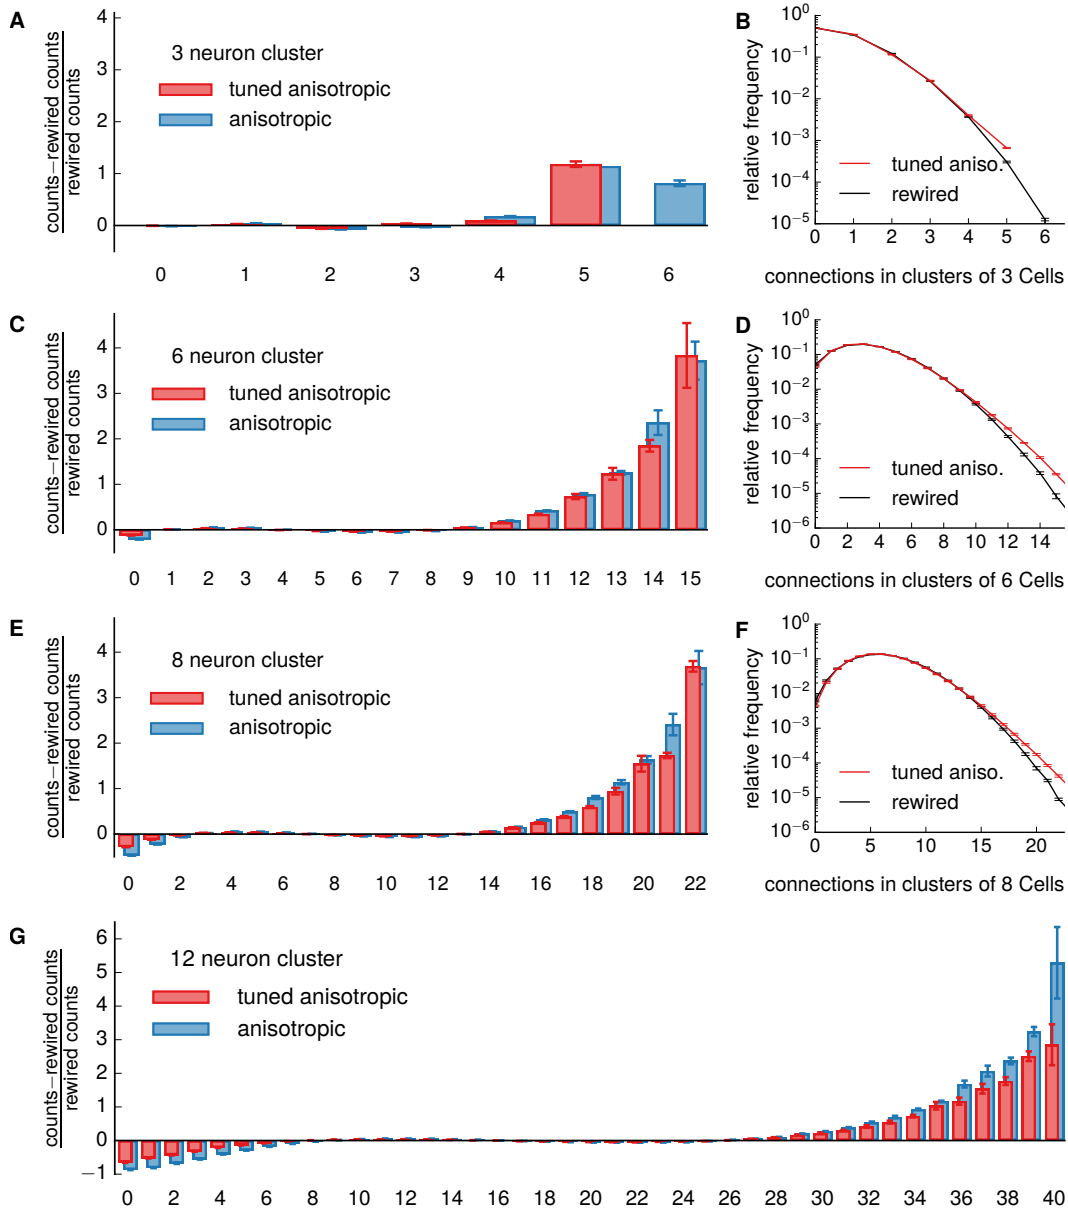 A
4
3
2
1
0
counts−rewired counts
rewired counts
3 neuron cluster
tuned anisotropic
anisotropic
0 1 2 3 4 5 6
B
10^0
10^-1
10^-2
10^-3
10^-4
10^-5
relative frequency
tuned aniso.
rewired
0 1 2 3 4 5 6
connections in clusters of 3 Cells
C
4
3
2
1
0
counts−rewired counts
rewired counts
6 neuron cluster
tuned anisotropic
anisotropic
0 1 2 3 4 5 6 7 8 9 10 11 12 13 14 15
D
10^0
10^-1
10^-2
10^-3
10^-4
10^-5
10^-6
relative frequency
tuned aniso.
rewired
0 2 4 6 8 10 12 14
connections in clusters of 6 Cells
E
4
3
2
1
0
counts−rewired counts
rewired counts
8 neuron cluster
tuned anisotropic
anisotropic
0 2 4 6 8 10 12 14 16 18 20 22
F
10^0
10^-1
10^-2
10^-3
10^-4
10^-5
10^-6
relative frequency
tuned aniso.
rewired
0 5 10 15 20
connections in clusters of 8 Cells
G
6
5
4
3
2
1
0
−1
counts−rewired counts
rewired counts
12 neuron cluster
tuned anisotropic
anisotropic
0 2 4 6 8 10 12 14 16 18 20 22 24 26 28 30 32 34 36 38 40